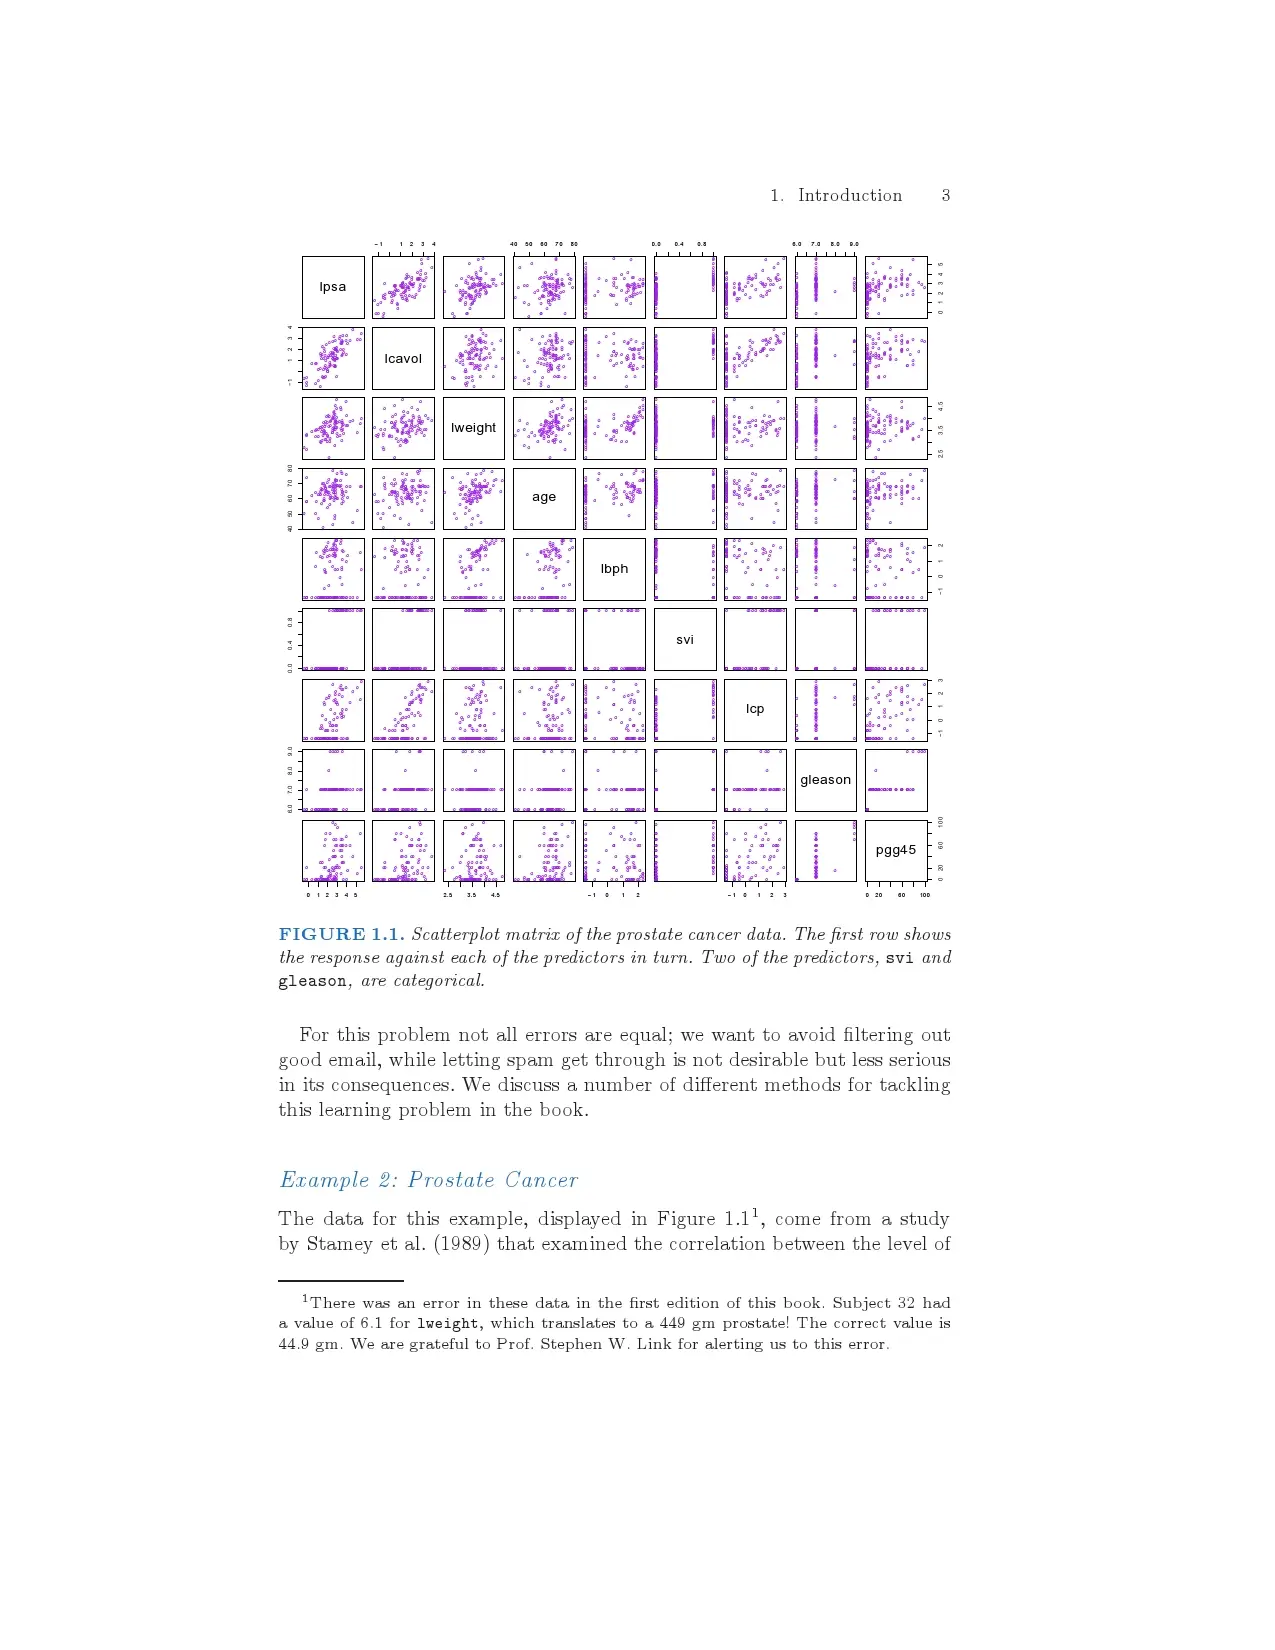 1. Introduction 3
−1 1 2 3 4 40 50 60 70 80 0.0 0.4 0.8 6.0 7.0 8.0 9.0
lpsa
0 1 2 3 4 5
−1 1 2 3 4
lcavol
lweight
2.5 3.5 4.5
40 50 60 70 80
age
lbph
−1 0 1 2
0.0 0.4 0.8
svi
lcp
−1 0 1 2 3
6.0 7.0 8.0 9.0
gleason
pgg45
0 20 60 100
0 1 2 3 4 5 2.5 3.5 4.5 −1 0 1 2 −1 0 1 2 3 0 20 60 100
FIGURE 1.1. Scatterplot matrix of the prostate cancer data. The first row shows
the response against each of the predictors in turn. Two of the predictors, svi and
gleason, are categorical.
For this problem not all errors are equal; we want to avoid filtering out
good email, while letting spam get through is not desirable but less serious
in its consequences. We discuss a number of different methods for tackling
this learning problem in the book.
Example 2: Prostate Cancer
The data for this example, displayed in Figure 1.1¹, come from a study
by Stamey et al. (1989) that examined the correlation between the level of
¹There was an error in these data in the first edition of this book. Subject 32 had
a value of 6.1 for lweight, which translates to a 449 gm prostate! The correct value is
44.9 gm. We are grateful to Prof. Stephen W. Link for alerting us to this error.